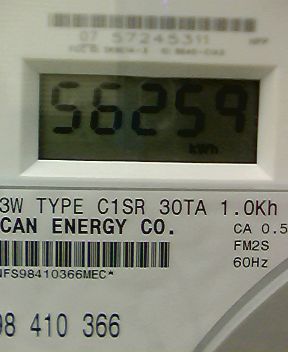 07 57245311
56259
kWh
3W TYPE C1SR 30TA 1.0Kh
CAN ENERGY CO.
CA 0.5
FM2S
60Hz
NFS98410366MEC*
98 410 366